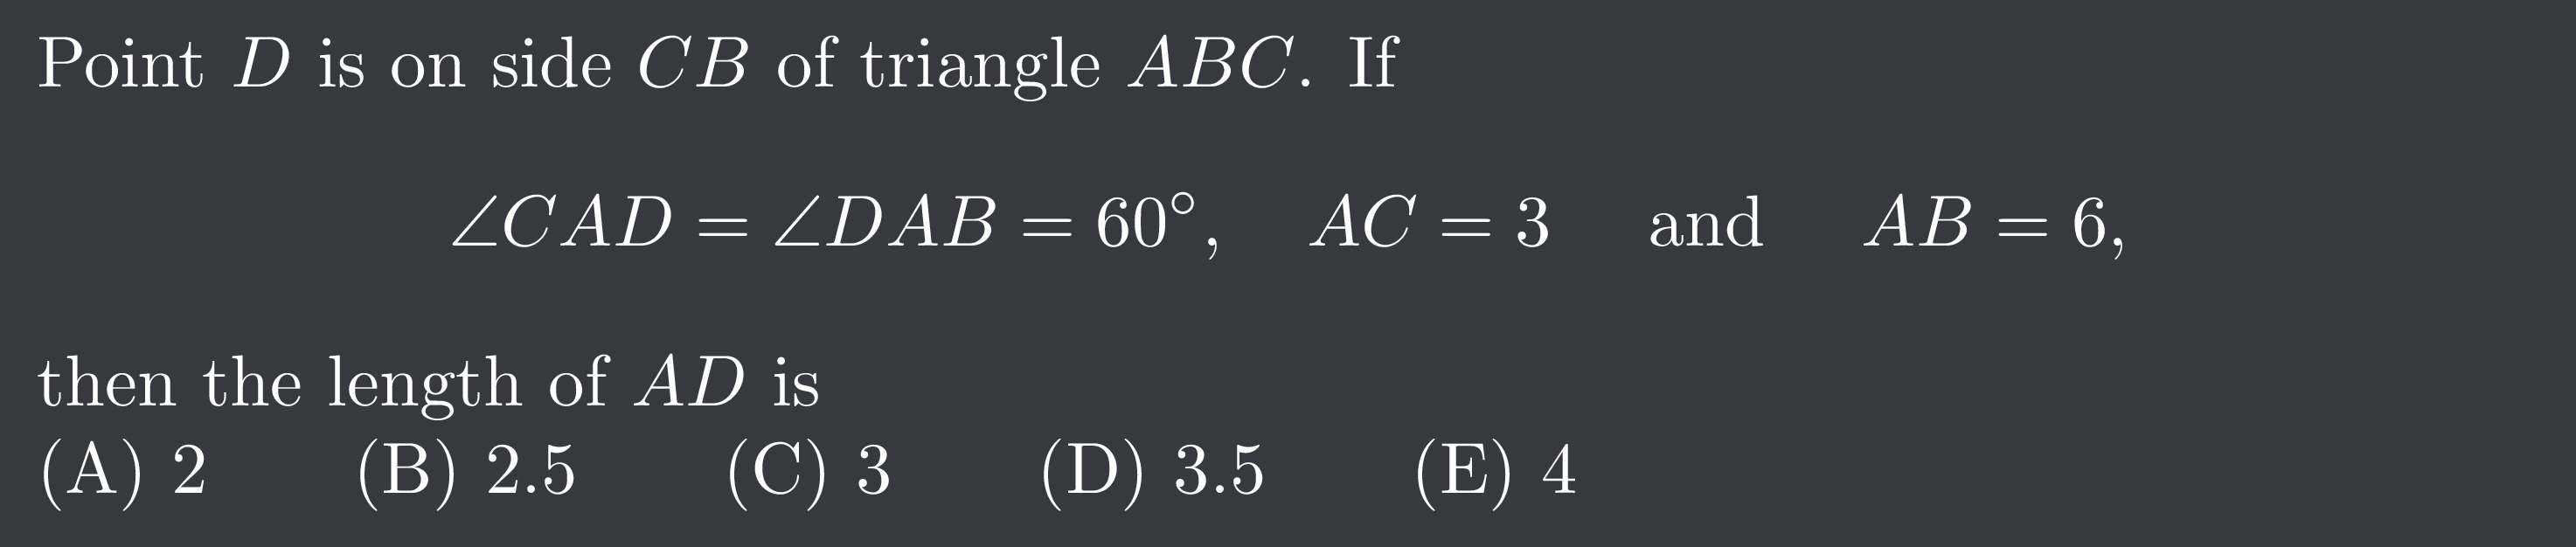 Point D is on side CB of triangle ABC. If
∠CAD = ∠DAB = 60°, AC = 3 and AB = 6,
then the length of AD is
(A) 2 (B) 2.5 (C) 3 (D) 3.5 (E) 4